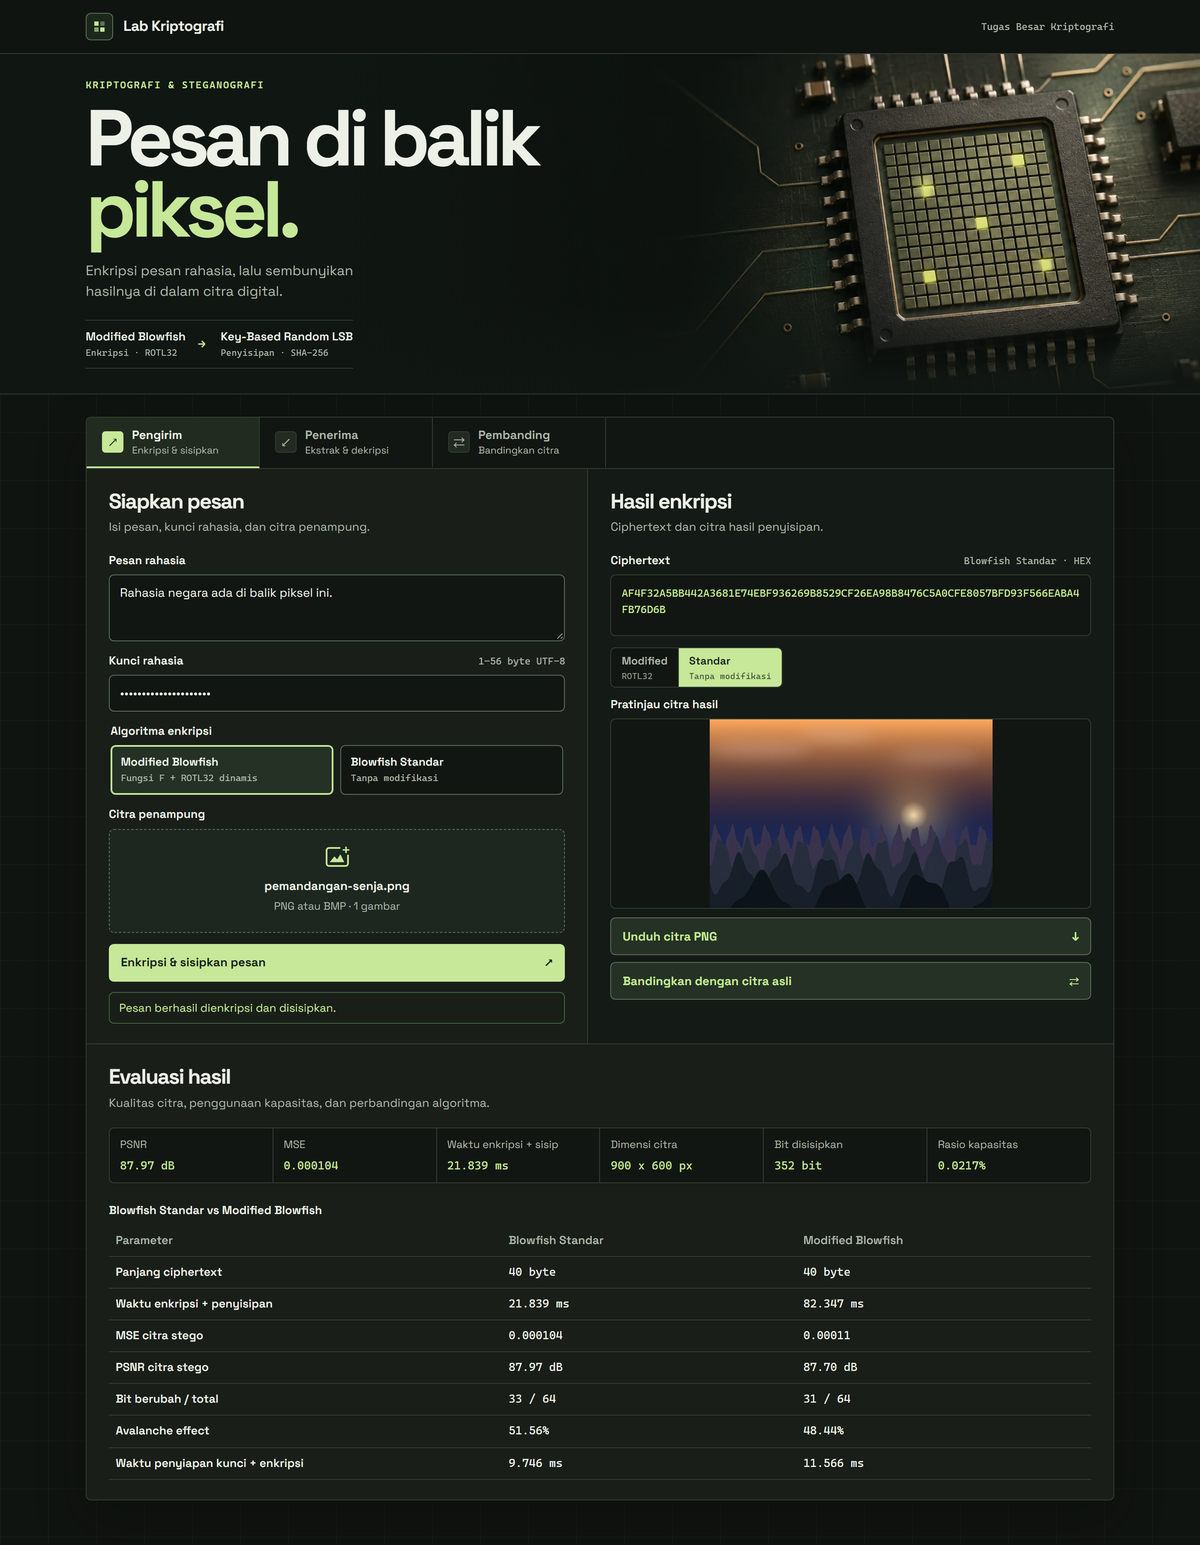 Lab Kriptografi
Tugas Besar Kriptografi
KRIPTOGRAFI & STEGANOGRAFI
Pesan di balik
piksel.
Enkripsi pesan rahasia, lalu sembunyikan
hasilnya di dalam citra digital.
Modified Blowfish
Enkripsi · ROTL32
→
Key-Based Random LSB
Penyisipan · SHA-256
Pengirim
Enkripsi & sisipkan
Penerima
Ekstrak & dekripsi
Pembanding
Bandingkan citra
Siapkan pesan
Isi pesan, kunci rahasia, dan citra penampung.
Pesan rahasia
Rahasia negara ada di balik piksel ini.
Kunci rahasia
1–56 byte UTF-8
•••••••••••••••••••••
Algoritma enkripsi
Modified Blowfish
Fungsi F + ROTL32 dinamis
Blowfish Standar
Tanpa modifikasi
Citra penampung
pemandangan-senja.png
PNG atau BMP · 1 gambar
Enkripsi & sisipkan pesan
Pesan berhasil dienkripsi dan disisipkan.
Hasil enkripsi
Ciphertext dan citra hasil penyisipan.
Ciphertext
Blowfish Standar · HEX
AF4F32A5BB442A3681E74EBF936269B8529CF26EA98B8476C5A0CFE8057BFD93F566EABA4
FB76D6B
Modified
ROTL32
Standar
Tanpa modifikasi
Pratinjau citra hasil
Unduh citra PNG
Bandingkan dengan citra asli
Evaluasi hasil
Kualitas citra, penggunaan kapasitas, dan perbandingan algoritma.
PSNR
87.97 dB
MSE
0.000104
Waktu enkripsi + sisip
21.839 ms
Dimensi citra
900 x 600 px
Bit disisipkan
352 bit
Rasio kapasitas
0.0217%
Blowfish Standar vs Modified Blowfish
Parameter Blowfish Standar Modified Blowfish
Panjang ciphertext 40 byte 40 byte
Waktu enkripsi + penyisipan 21.839 ms 82.347 ms
MSE citra stego 0.000104 0.00011
PSNR citra stego 87.97 dB 87.70 dB
Bit berubah / total 33 / 64 31 / 64
Avalanche effect 51.56% 48.44%
Waktu penyiapan kunci + enkripsi 9.746 ms 11.566 ms